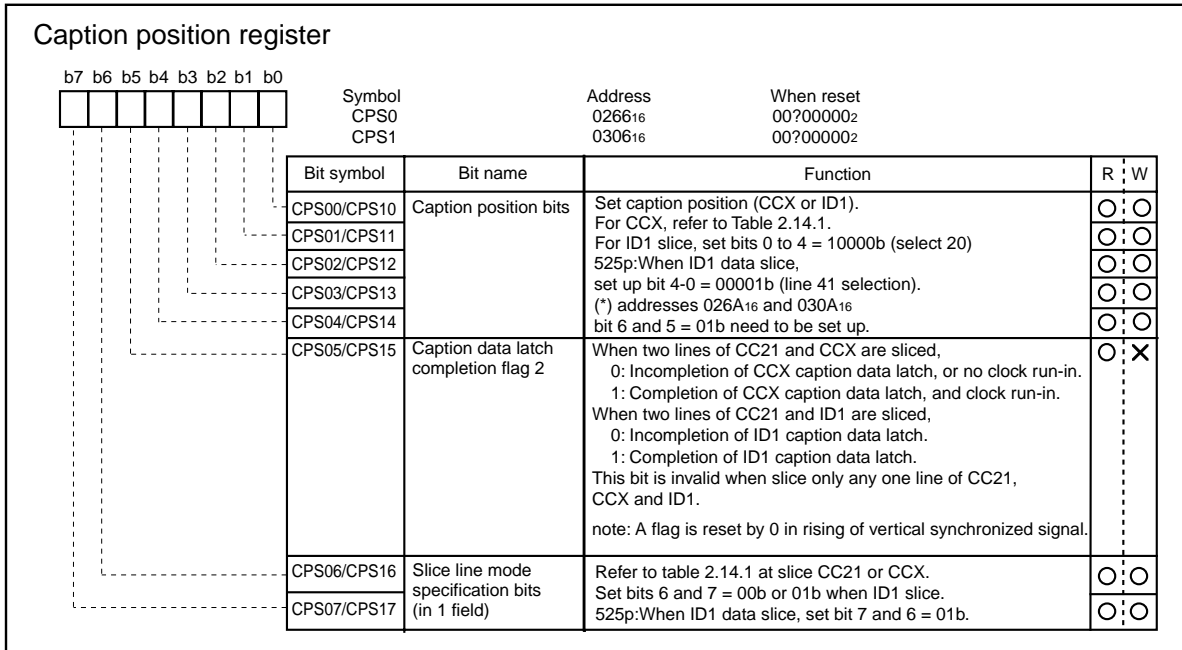 Caption position register
b7 b6 b5 b4 b3 b2 b1 b0
Symbol Address When reset
CPS0 026616 00?000002
CPS1 030616 00?000002
Bit symbol Bit name Function R W
CPS00/CPS10 Caption position bits Set caption position (CCX or ID1).
For CCX, refer to Table 2.14.1.
CPS01/CPS11 For ID1 slice, set bits 0 to 4 = 10000b (select 20)
CPS02/CPS12 525p:When ID1 data slice,
CPS03/CPS13 set up bit 4-0 = 00001b (line 41 selection).
(*) addresses 026A16 and 030A16
CPS04/CPS14 bit 6 and 5 = 01b need to be set up.
CPS05/CPS15 Caption data latch When two lines of CC21 and CCX are sliced,
completion flag 2 0: Incompletion of CCX caption data latch, or no clock run-in.
1: Completion of CCX caption data latch, and clock run-in.
When two lines of CC21 and ID1 are sliced,
0: Incompletion of ID1 caption data latch.
1: Completion of ID1 caption data latch.
This bit is invalid when slice only any one line of CC21,
CCX and ID1.
note: A flag is reset by 0 in rising of vertical synchronized signal.
CPS06/CPS16 Slice line mode Refer to table 2.14.1 at slice CC21 or CCX.
specification bits Set bits 6 and 7 = 00b or 01b when ID1 slice.
CPS07/CPS17 (in 1 field) 525p:When ID1 data slice, set bit 7 and 6 = 01b.